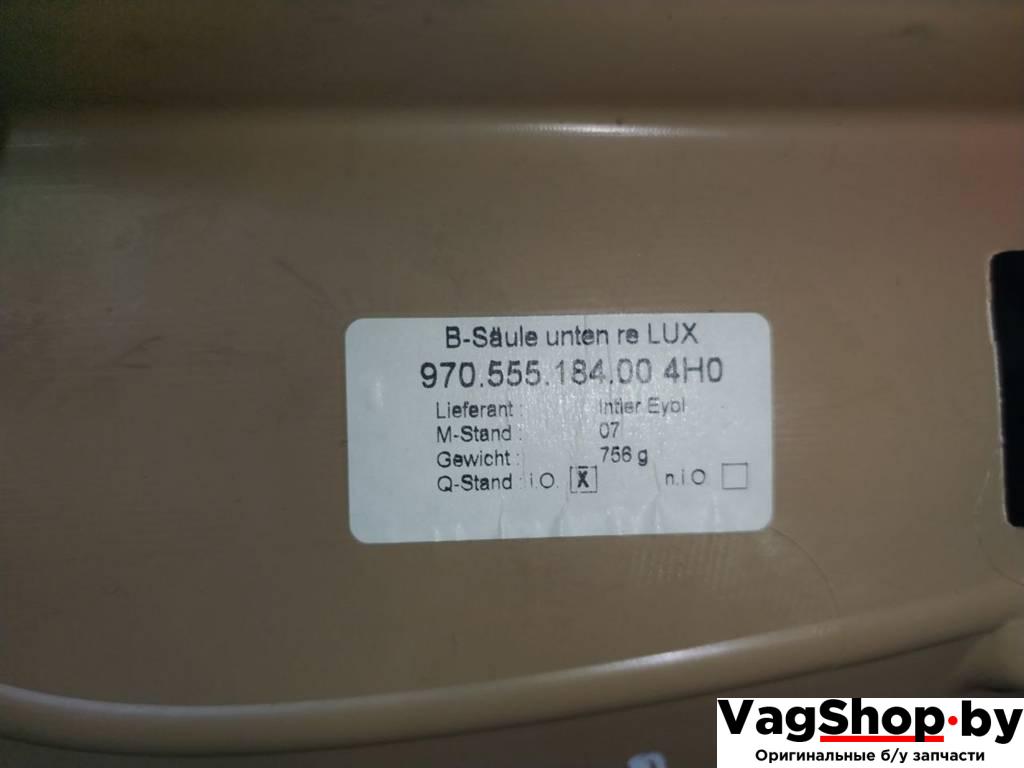 B-Säule unten re LUX
970.555.184.00 4H0
Lieferant : Intier Eybl
M-Stand : 07
Gewicht : 756 g
Q-Stand : i.O. [X] n.i O
VagShop.by
Оригинальные б/у запчасти